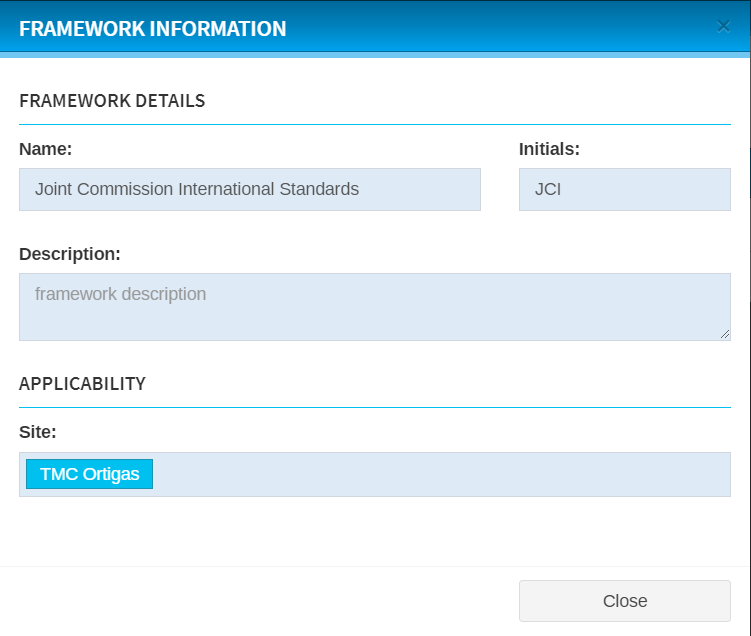 FRAMEWORK INFORMATION
×
FRAMEWORK DETAILS
Name:
Initials:
Joint Commission International Standards
JCI
Description:
framework description
APPLICABILITY
Site:
TMC Ortigas
Close